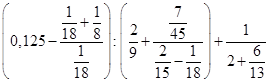 (0,125 − (1/18 + 1/8)/(1/18)) : (2/9 + (7/45)/(2/15 − 1/18)) + 1/(2 + 6/13)